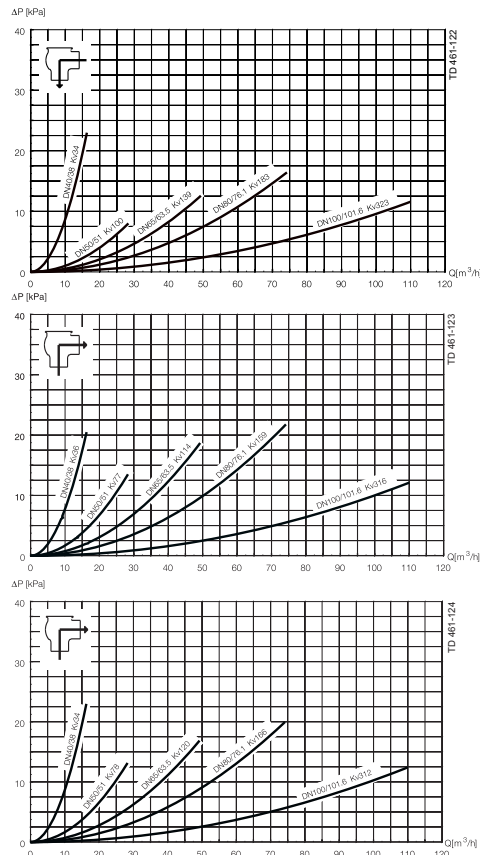 ΔP [kPa]
40
30
20
10
0
TD 461-122
DN40/38 Kv34
DN50/51 Kv100
DN65/63.5 Kv139
DN80/76.1 Kv183
DN100/101.6 Kv323
0 10 20 30 40 50 60 70 80 90 100 110 120
Q[m³/h]
ΔP [kPa]
40
30
20
10
0
TD 461-123
DN40/38 Kv36
DN50/51 Kv77
DN65/63.5 Kv114
DN80/76.1 Kv159
DN100/101.6 Kv316
0 10 20 30 40 50 60 70 80 90 100 110 120
Q[m³/h]
ΔP [kPa]
40
30
20
10
0
TD 461-124
DN40/38 Kv34
DN50/51 Kv78
DN65/63.5 Kv120
DN80/76.1 Kv166
DN100/101.6 Kv312
0 10 20 30 40 50 60 70 80 90 100 110 120
Q[m³/h]